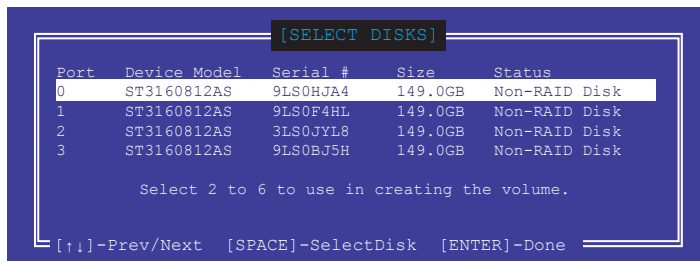 [SELECT DISKS]
Port Device Model Serial # Size Status
0 ST3160812AS 9LS0HJA4 149.0GB Non-RAID Disk
1 ST3160812AS 9LS0F4HL 149.0GB Non-RAID Disk
2 ST3160812AS 3LS0JYL8 149.0GB Non-RAID Disk
3 ST3160812AS 9LS0BJ5H 149.0GB Non-RAID Disk
Select 2 to 6 to use in creating the volume.
[↑↓]-Prev/Next [SPACE]-SelectDisk [ENTER]-Done